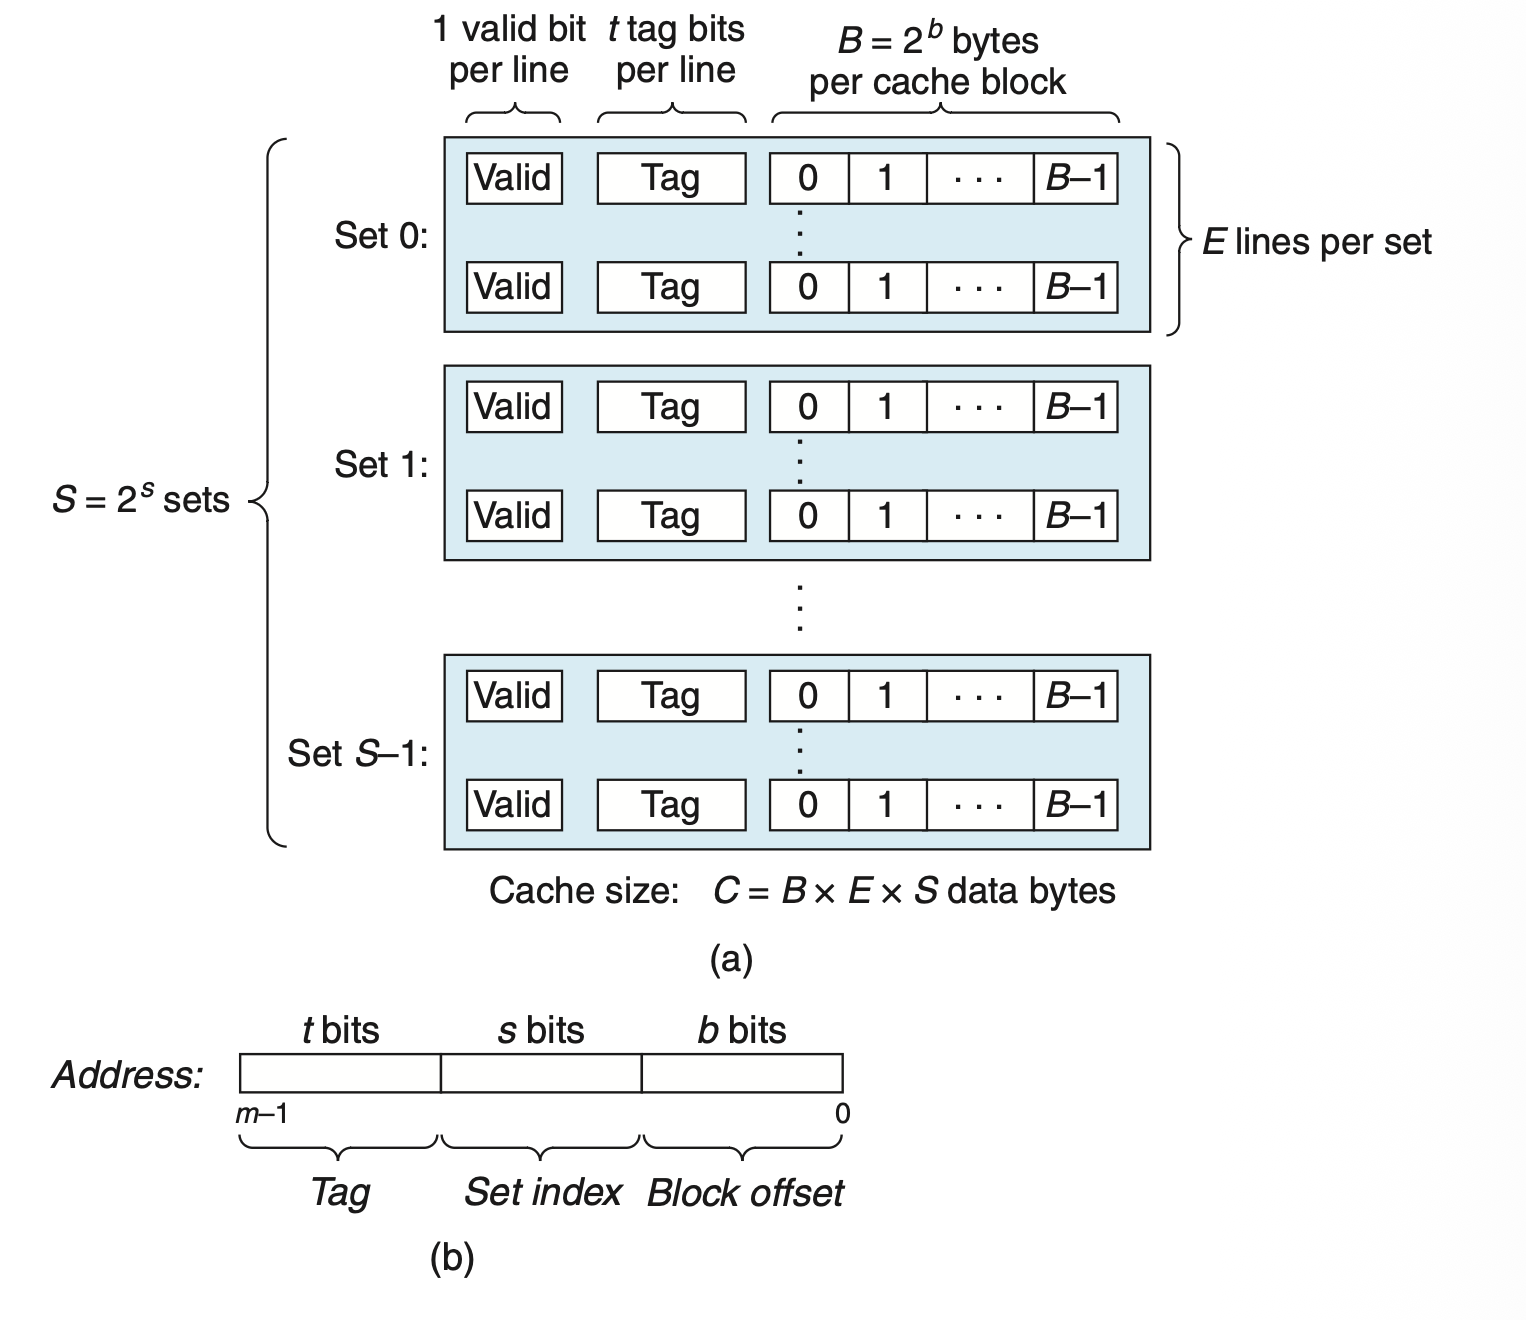 1 valid bit per line
t tag bits per line
B = 2^b bytes per cache block
Valid Tag 0 1 · · · B–1
Set 0:
Valid Tag 0 1 · · · B–1
E lines per set
Valid Tag 0 1 · · · B–1
Set 1:
Valid Tag 0 1 · · · B–1
S = 2^s sets
Valid Tag 0 1 · · · B–1
Set S–1:
Valid Tag 0 1 · · · B–1
Cache size: C = B × E × S data bytes
(a)
t bits s bits b bits
Address:
m–1 0
Tag Set index Block offset
(b)